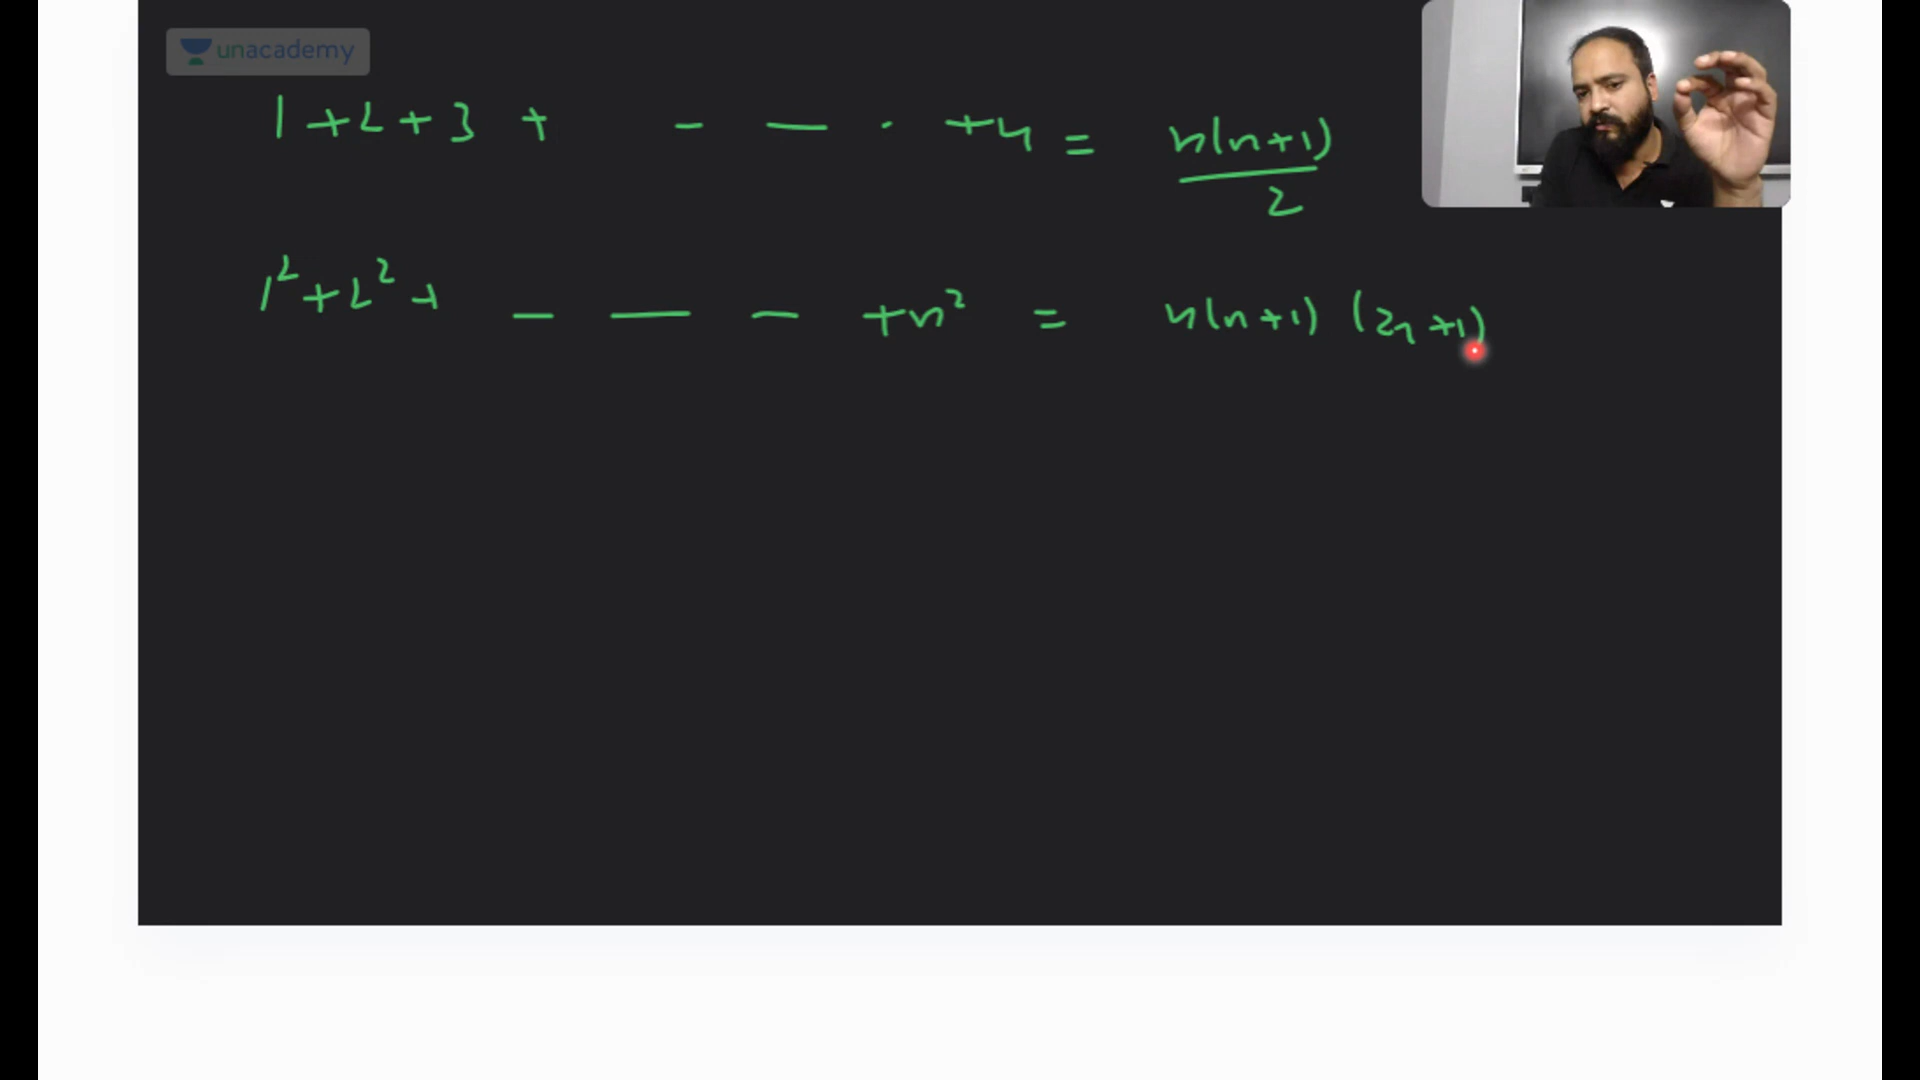 unacademy
1 + 2 + 3 + - — . + n = n(n+1)/2
1² + 2² + - — - + n² = n(n+1) (2n+1)